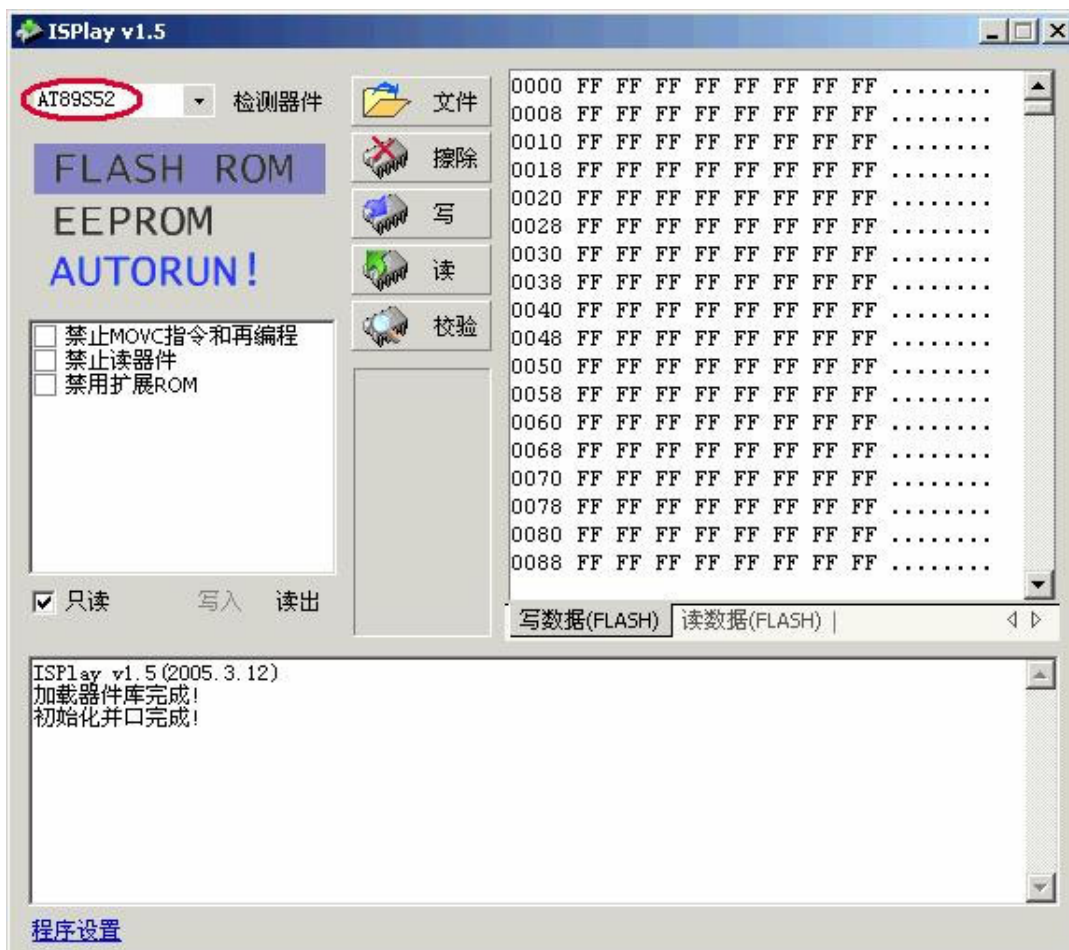 ISPlay v1.5
AT89S52
检测器件
FLASH ROM
EEPROM
AUTORUN!
禁止MOVC指令和再编程
禁止读器件
禁用扩展ROM
只读 写入 读出
文件
擦除
写
读
校验
0000 FF FF FF FF FF FF FF FF ........
0008 FF FF FF FF FF FF FF FF ........
0010 FF FF FF FF FF FF FF FF ........
0018 FF FF FF FF FF FF FF FF ........
0020 FF FF FF FF FF FF FF FF ........
0028 FF FF FF FF FF FF FF FF ........
0030 FF FF FF FF FF FF FF FF ........
0038 FF FF FF FF FF FF FF FF ........
0040 FF FF FF FF FF FF FF FF ........
0048 FF FF FF FF FF FF FF FF ........
0050 FF FF FF FF FF FF FF FF ........
0058 FF FF FF FF FF FF FF FF ........
0060 FF FF FF FF FF FF FF FF ........
0068 FF FF FF FF FF FF FF FF ........
0070 FF FF FF FF FF FF FF FF ........
0078 FF FF FF FF FF FF FF FF ........
0080 FF FF FF FF FF FF FF FF ........
0088 FF FF FF FF FF FF FF FF ........
写数据(FLASH) 读数据(FLASH)
ISPlay v1.5(2005.3.12)
加载器件库完成!
初始化并口完成!
程序设置